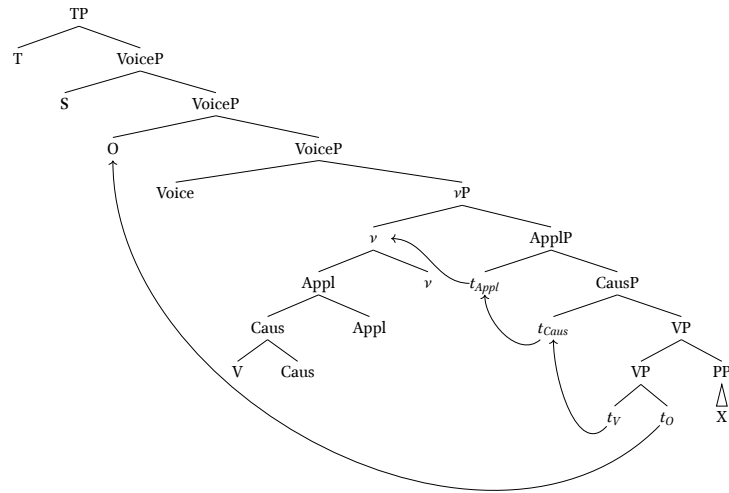 TP
T VoiceP
S VoiceP
O VoiceP
Voice vP
v ApplP
Appl v t_Appl CausP
Caus Appl t_Caus VP
V Caus VP PP
t_V t_O X